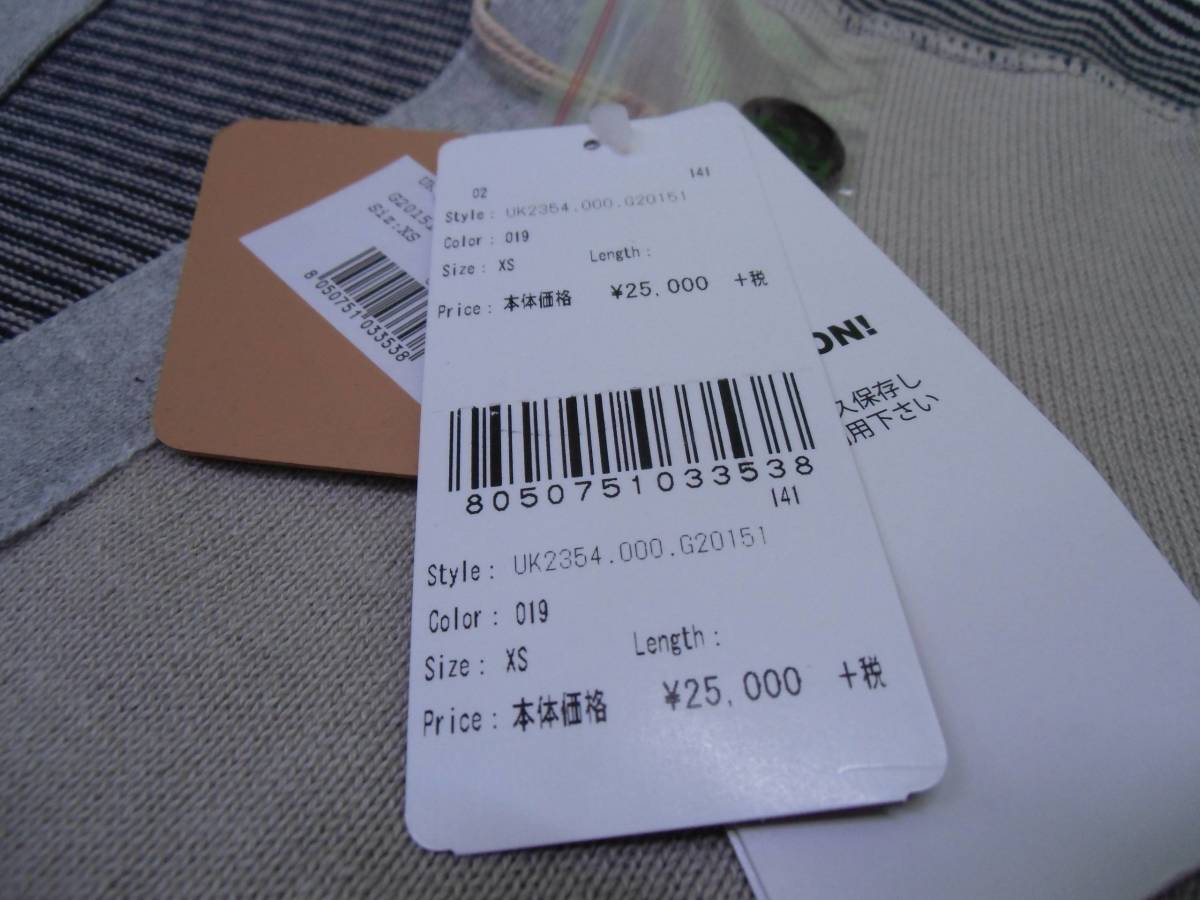 02 141
Style: UK2354.000.G20151
Color: 019
Size: XS Length:
Price: 本体価格 ¥25,000 +税
8050751033538
141
Style: UK2354.000.G20151
Color: 019
Size: XS Length:
Price: 本体価格 ¥25,000 +税
G20151
Siz:XS
8050751033538
ON!
保存し
用下さい